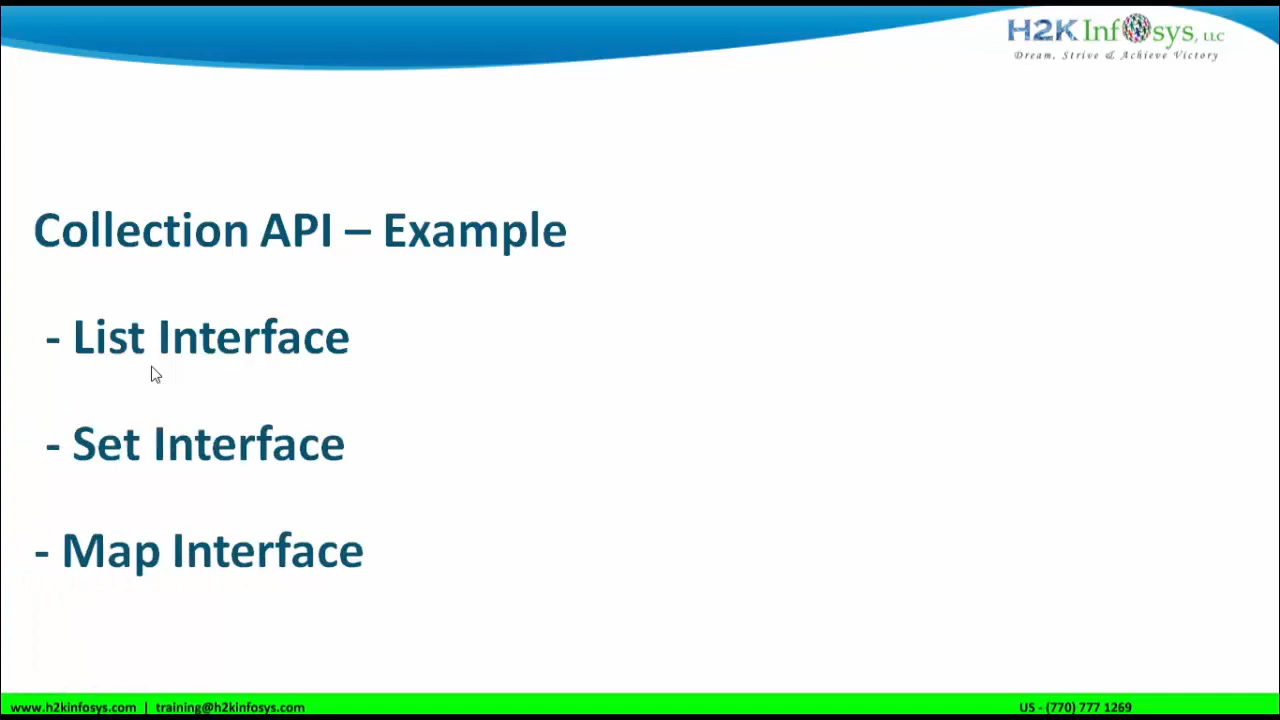 H2K Infosys, LLC
Dream, Strive & Achieve Victory
Collection API – Example
- List Interface
- Set Interface
- Map Interface
www.h2kinfosys.com | training@h2kinfosys.com
US - (770) 777 1269